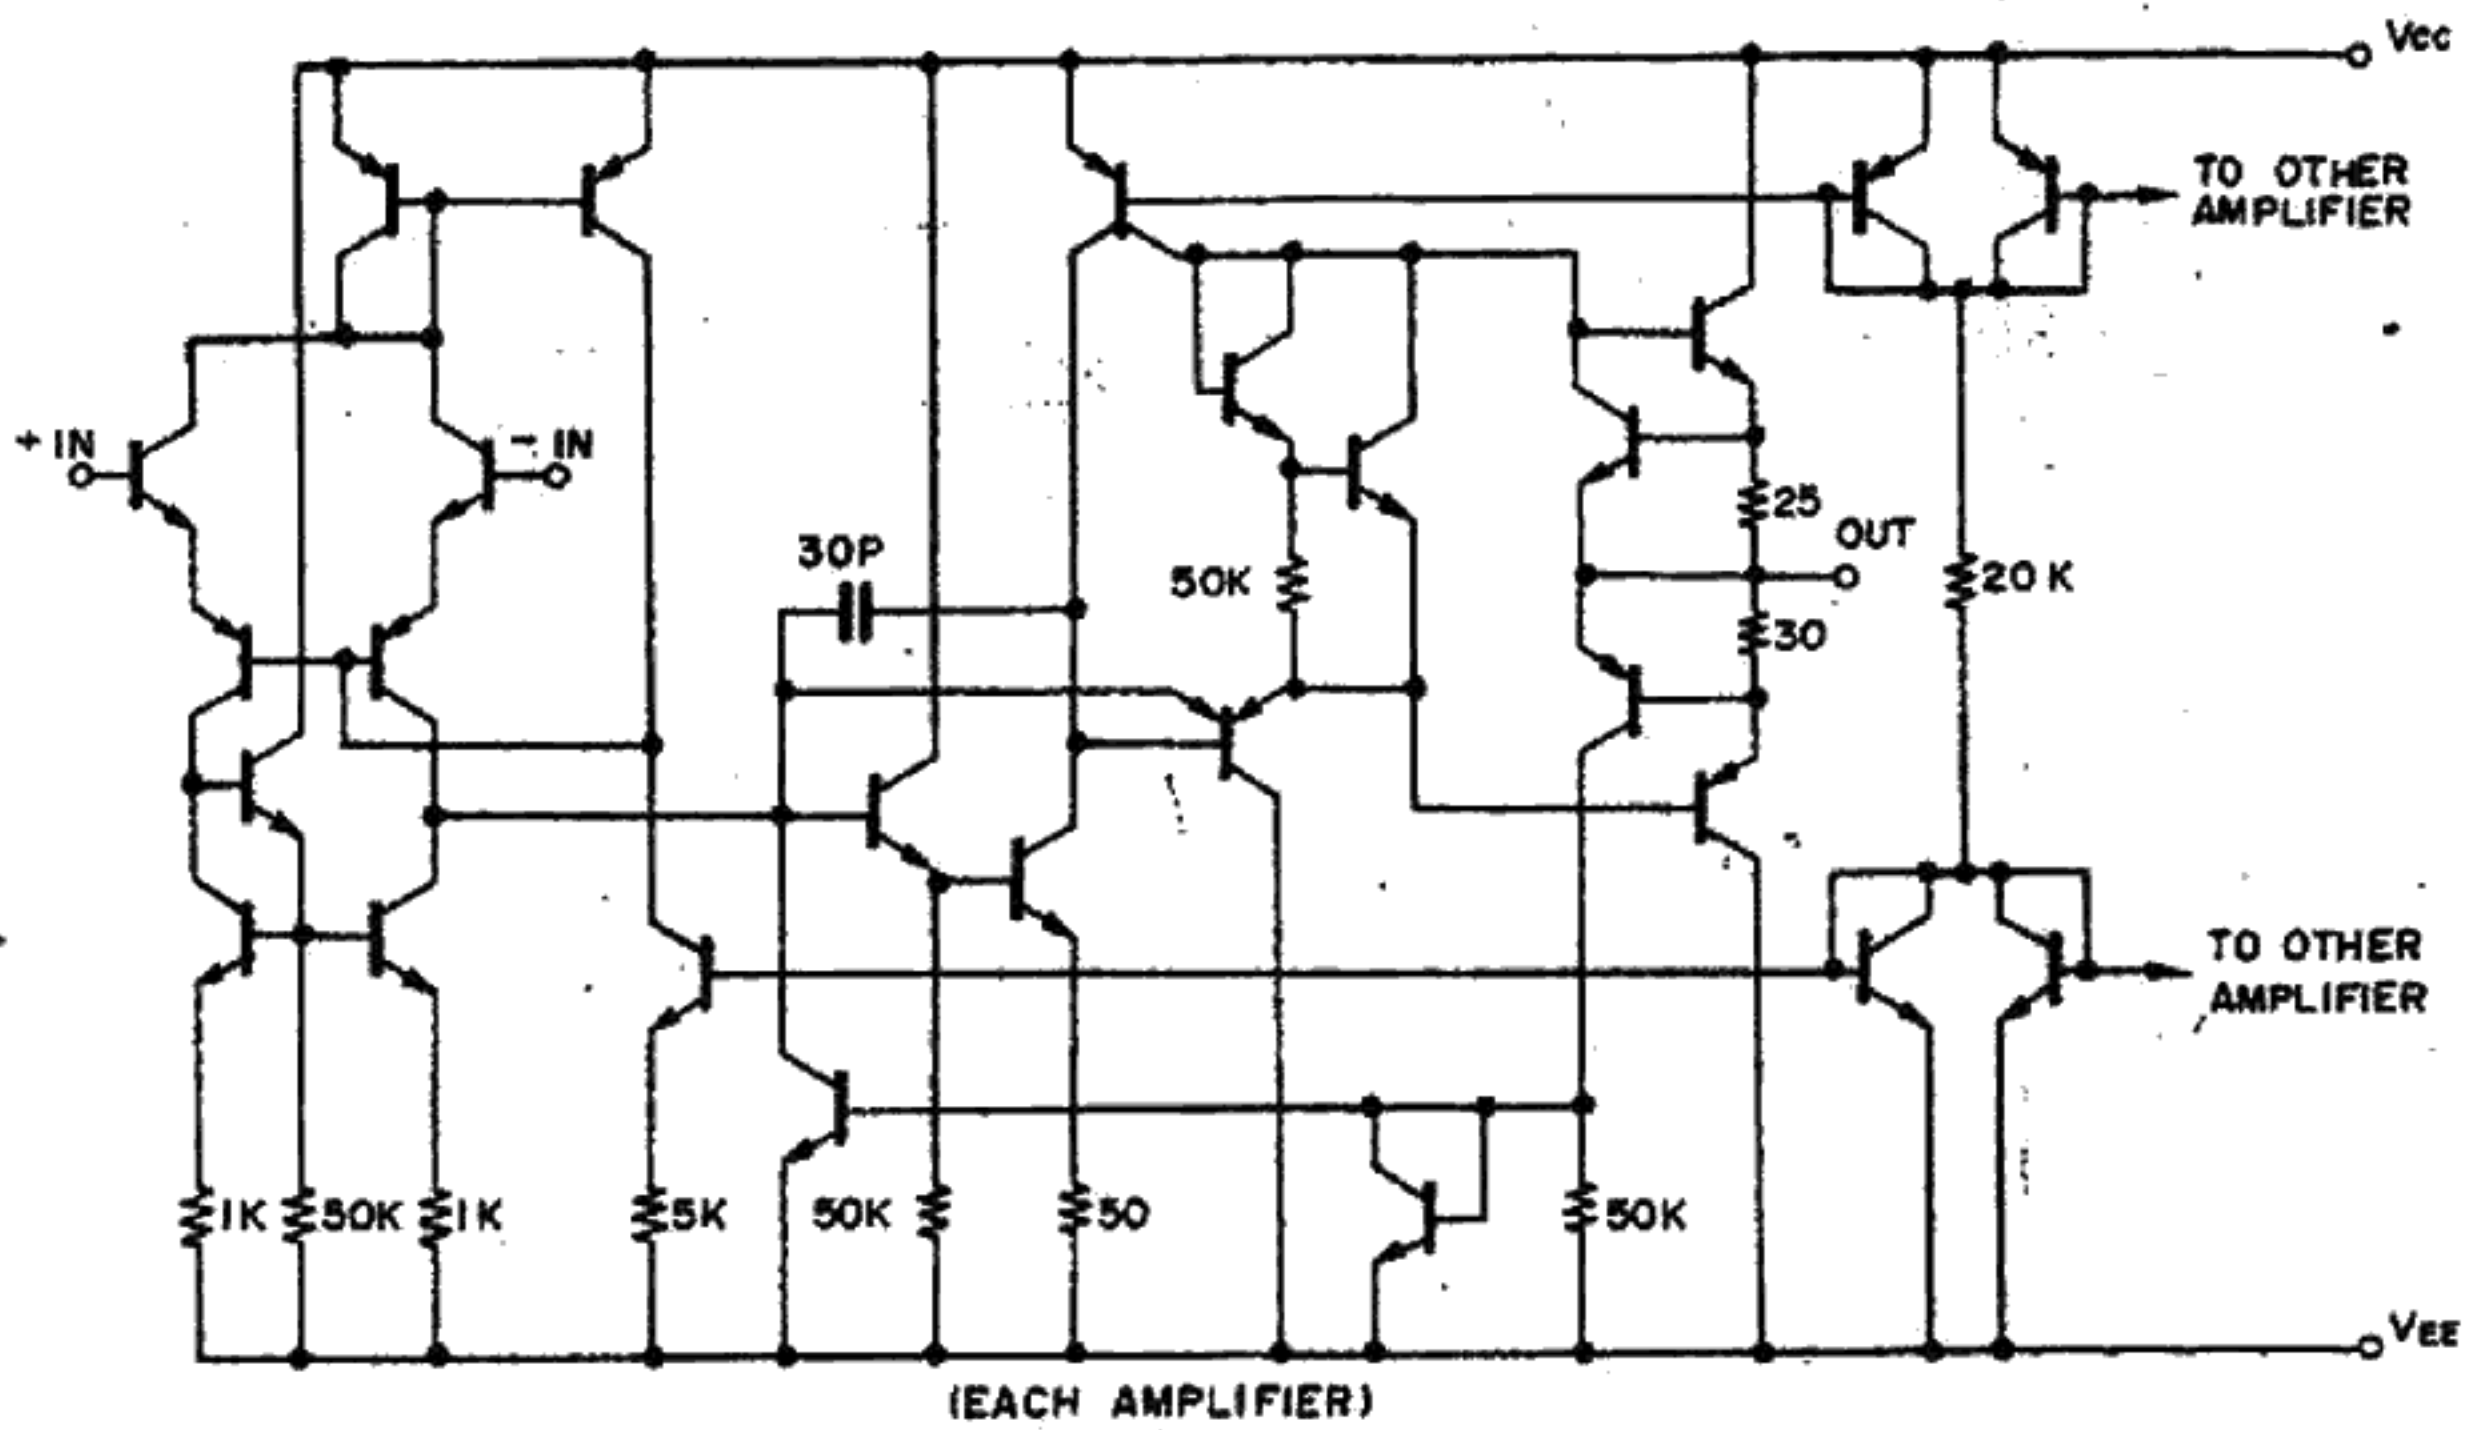 Vcc
TO OTHER
AMPLIFIER
+ IN
- IN
25
OUT
30P
50K
20K
30
TO OTHER
AMPLIFIER
1K
50K
1K
5K
50K
50
50K
VEE
(EACH AMPLIFIER)